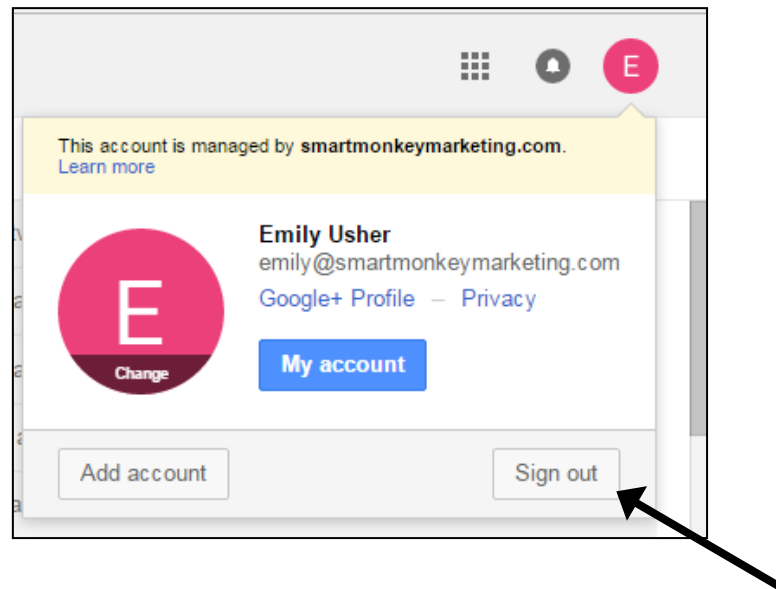 E
This account is managed by smartmonkeymarketing.com.
Learn more
Emily Usher
emily@smartmonkeymarketing.com
Google+ Profile – Privacy
E
Change
My account
Add account
Sign out